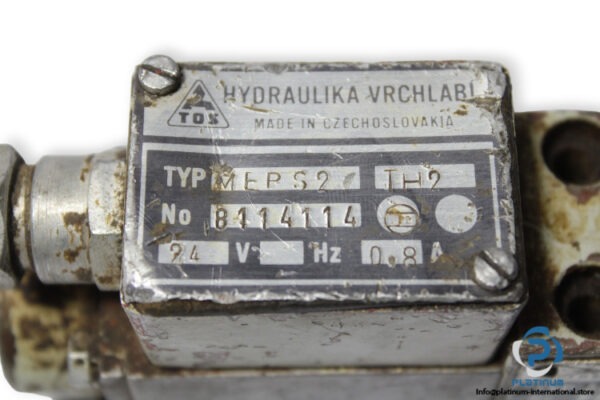 TOS
HYDRAULIKA VRCHLABÍ
MADE IN CZECHOSLOVAKIA
TYP MEPS2 TH2
No 8114114
24 V Hz 0.8 A
PLATINUM
Info@platinum-international.store